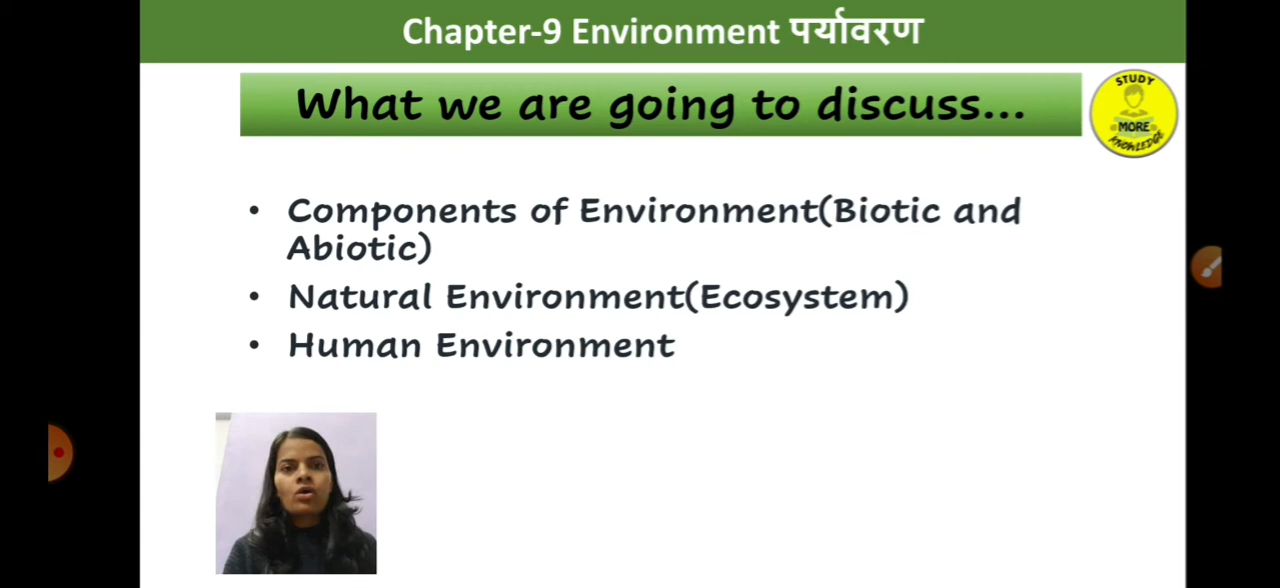 Chapter-9 Environment पर्यावरण
What we are going to discuss...
STUDY
MORE
KNOWLEDGE
• Components of Environment(Biotic and
Abiotic)
• Natural Environment(Ecosystem)
• Human Environment